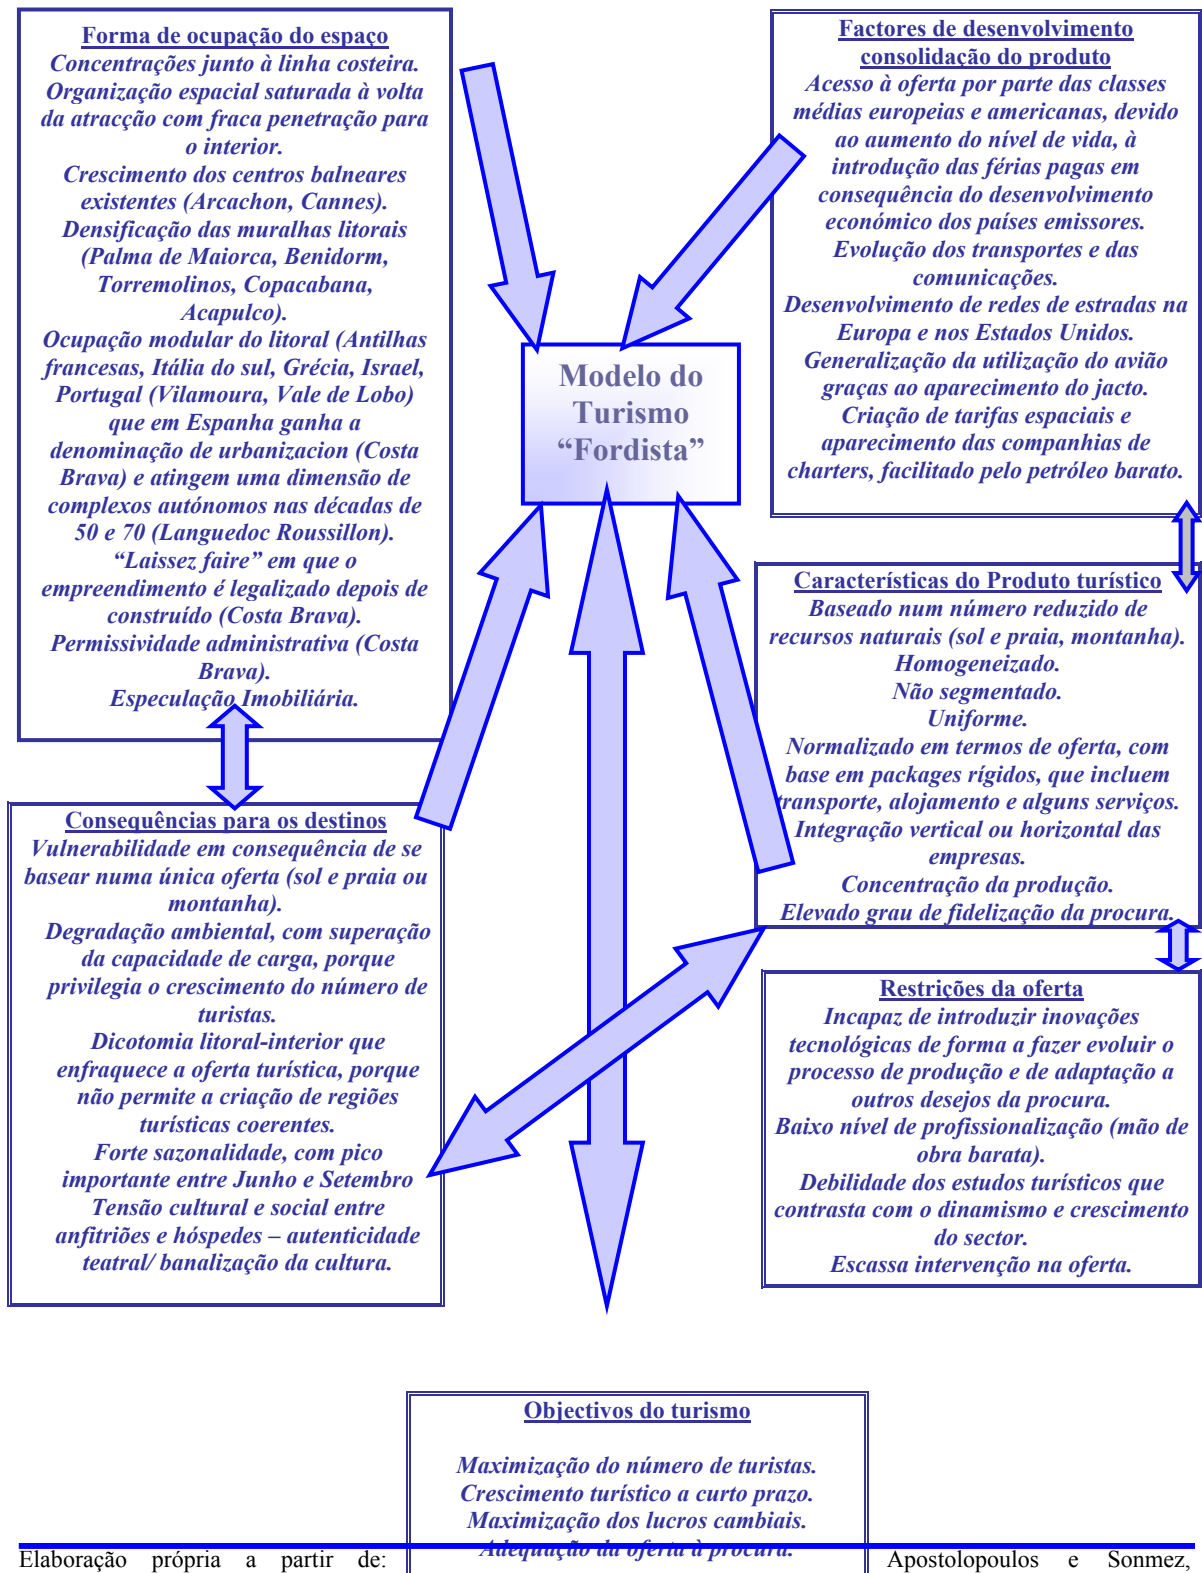 Forma de ocupação do espaço
Concentrações junto à linha costeira.
Organização espacial saturada à volta
da atracção com fraca penetração para
o interior.
Crescimento dos centros balneares
existentes (Arcachon, Cannes).
Densificação das muralhas litorais
(Palma de Maiorca, Benidorm,
Torremolinos, Copacabana,
Acapulco).
Ocupação modular do litoral (Antilhas
francesas, Itália do sul, Grécia, Israel,
Portugal (Vilamoura, Vale de Lobo)
que em Espanha ganha a
denominação de urbanizacion (Costa
Brava) e atingem uma dimensão de
complexos autónomos nas décadas de
50 e 70 (Languedoc Roussillon).
“Laissez faire” em que o
empreendimento é legalizado depois de
construído (Costa Brava).
Permissividade administrativa (Costa
Brava).
Especulação Imobiliária.
Factores de desenvolvimento
consolidação do produto
Acesso à oferta por parte das classes
médias europeias e americanas, devido
ao aumento do nível de vida, à
introdução das férias pagas em
consequência do desenvolvimento
económico dos países emissores.
Evolução dos transportes e das
comunicações.
Desenvolvimento de redes de estradas na
Europa e nos Estados Unidos.
Generalização da utilização do avião
graças ao aparecimento do jacto.
Criação de tarifas espaciais e
aparecimento das companhias de
charters, facilitado pelo petróleo barato.
Modelo do
Turismo
“Fordista”
Características do Produto turístico
Baseado num número reduzido de
recursos naturais (sol e praia, montanha).
Homogeneizado.
Não segmentado.
Uniforme.
Normalizado em termos de oferta, com
base em packages rígidos, que incluem
transporte, alojamento e alguns serviços.
Integração vertical ou horizontal das
empresas.
Concentração da produção.
Elevado grau de fidelização da procura.
Consequências para os destinos
Vulnerabilidade em consequência de se
basear numa única oferta (sol e praia ou
montanha).
Degradação ambiental, com superação
da capacidade de carga, porque
privilegia o crescimento do número de
turistas.
Dicotomia litoral-interior que
enfraquece a oferta turística, porque
não permite a criação de regiões
turísticas coerentes.
Forte sazonalidade, com pico
importante entre Junho e Setembro
Tensão cultural e social entre
anfitriões e hóspedes – autenticidade
teatral/ banalização da cultura.
Restrições da oferta
Incapaz de introduzir inovações
tecnológicas de forma a fazer evoluir o
processo de produção e de adaptação a
outros desejos da procura.
Baixo nível de profissionalização (mão de
obra barata).
Debilidade dos estudos turísticos que
contrasta com o dinamismo e crescimento
do sector.
Escassa intervenção na oferta.
Objectivos do turismo
Maximização do número de turistas.
Crescimento turístico a curto prazo.
Maximização dos lucros cambiais.
Adequação da oferta à procura.
Elaboração própria a partir de: Apostolopoulos e Sonmez,